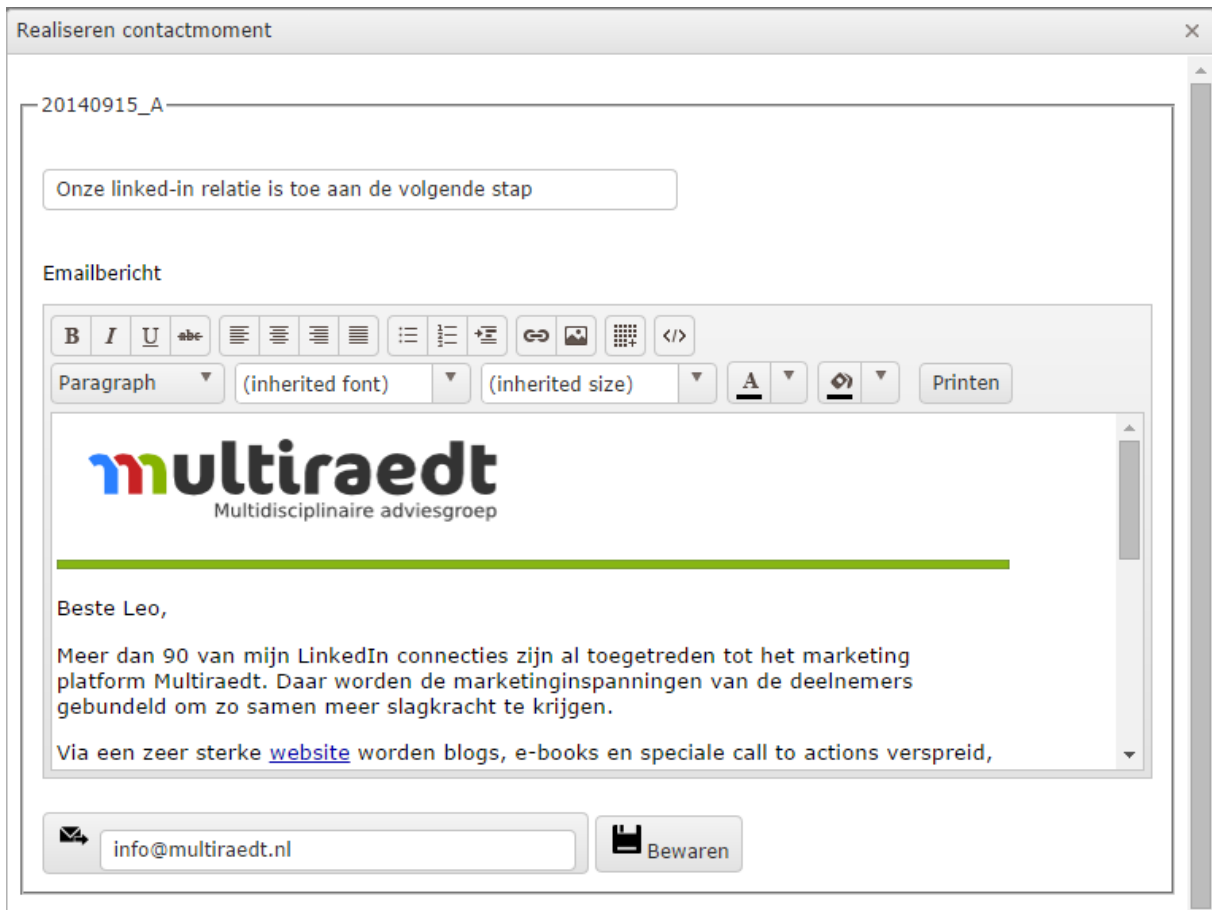 Realiseren contactmoment
20140915_A
Onze linked-in relatie is toe aan de volgende stap
Emailbericht
B I U abc
Paragraph (inherited font) (inherited size) A Printen
multiraedt
Multidisciplinaire adviesgroep
Beste Leo,
Meer dan 90 van mijn LinkedIn connecties zijn al toegetreden tot het marketing
platform Multiraedt. Daar worden de marketinginspanningen van de deelnemers
gebundeld om zo samen meer slagkracht te krijgen.
Via een zeer sterke website worden blogs, e-books en speciale call to actions verspreid,
info@multiraedt.nl
Bewaren